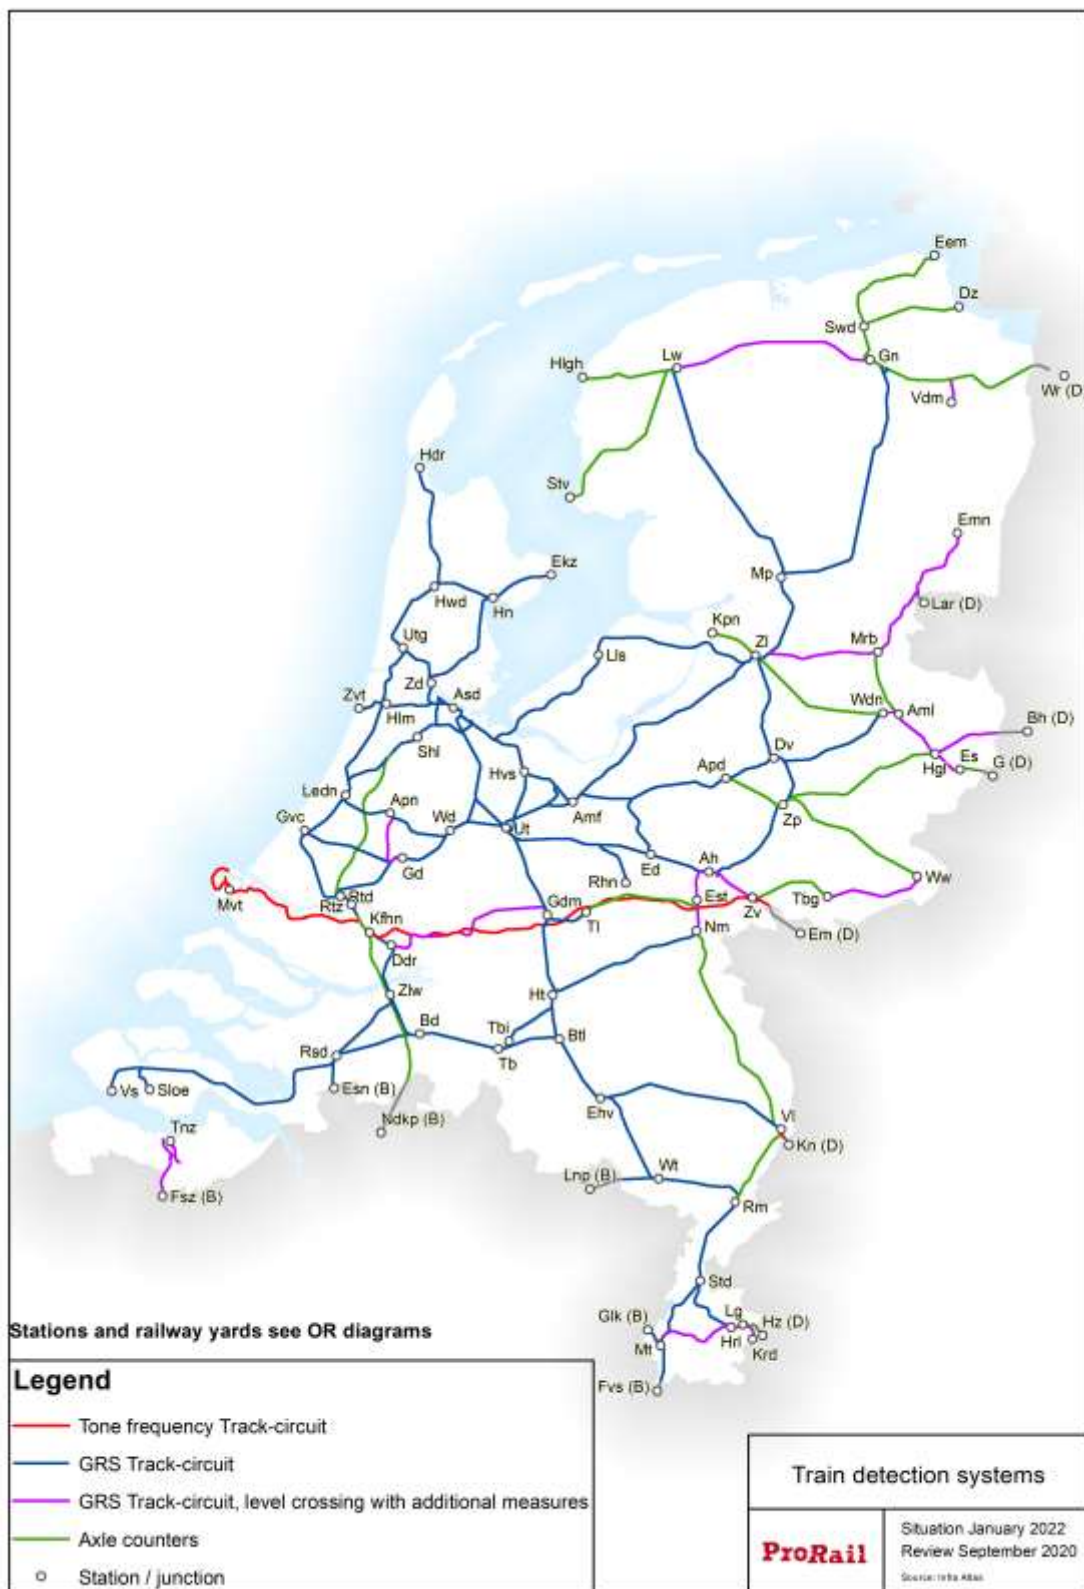 Eem
Dz
Swd
Gn
Lw
Hlgh
Wr (D
Vdm
Hdr
Stv
Emn
Ekz
Mp
Hwd
Hn
Lar (D)
Kpn
Utg
Zl
Mrb
Lls
Zd
Zvt
Asd
Wdn
Aml
Hlm
Bh (D)
Shl
Dv
Es
Hvs
Apd
Hgl
G (D)
Ledn
Apn
Gvc
Wd
Ut
Amf
Zp
Gd
Ed
Ah
Rhn
Ww
Mvt
Rtz
Rtd
Gdm
Est
Zv
Tbg
Kfhn
Tl
Nm
Em (D)
Ddr
Zlw
Ht
Bd
Tbi
Btl
Rsd
Tb
Vs
Sloe
Esn (B)
Ehv
Ndkp (B)
Vl
Tnz
Kn (D)
Lnp (B)
Wt
Fsz (B)
Rm
Std
Glk (B)
Lg
Hz (D)
Mt
Hrl
Krd
Fvs (B)
Stations and railway yards see OR diagrams
Legend
Tone frequency Track-circuit
GRS Track-circuit
GRS Track-circuit, level crossing with additional measures
Axle counters
Station / junction
Train detection systems
ProRail
Situation January 2022
Review September 2020
Source: Infra Atlas